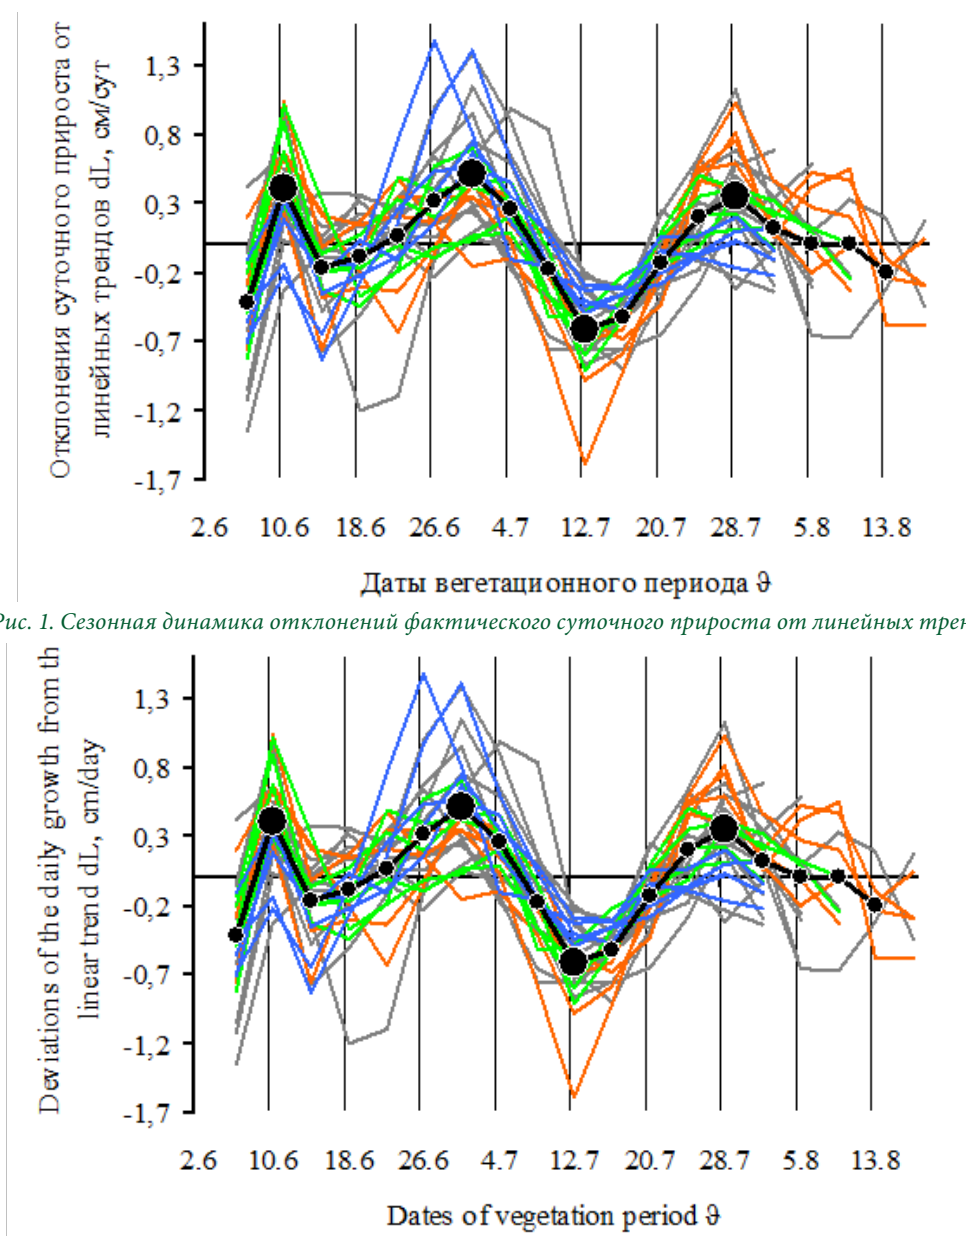 Отклонения суточного прироста от
линейных трендов dL, см/сут
1,3
0,8
0,3
-0,2
-0,7
-1,2
-1,7
2.6 10.6 18.6 26.6 4.7 12.7 20.7 28.7 5.8 13.8
Даты вегетационного периода ϑ
Рис. 1. Сезонная динамика отклонений фактического суточного прироста от линейных
Deviations of the daily growth from th
linear trend dL, cm/day
1,3
0,8
0,3
-0,2
-0,7
-1,2
-1,7
2.6 10.6 18.6 26.6 4.7 12.7 20.7 28.7 5.8 13.8
Dates of vegetation period ϑ